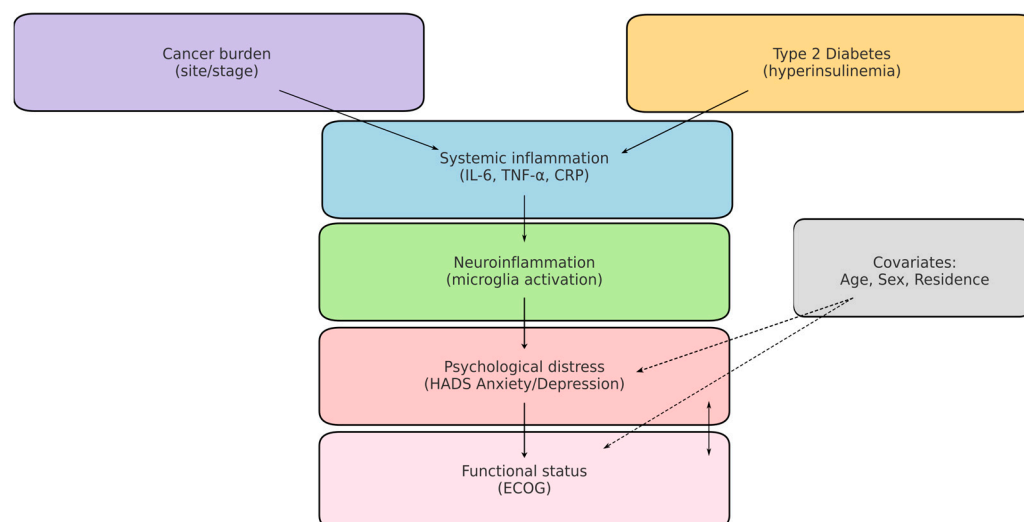 Cancer burden
(site/stage)
Type 2 Diabetes
(hyperinsulinemia)
Systemic inflammation
(IL-6, TNF-α, CRP)
Neuroinflammation
(microglia activation)
Covariates:
Age, Sex, Residence
Psychological distress
(HADS Anxiety/Depression)
Functional status
(ECOG)